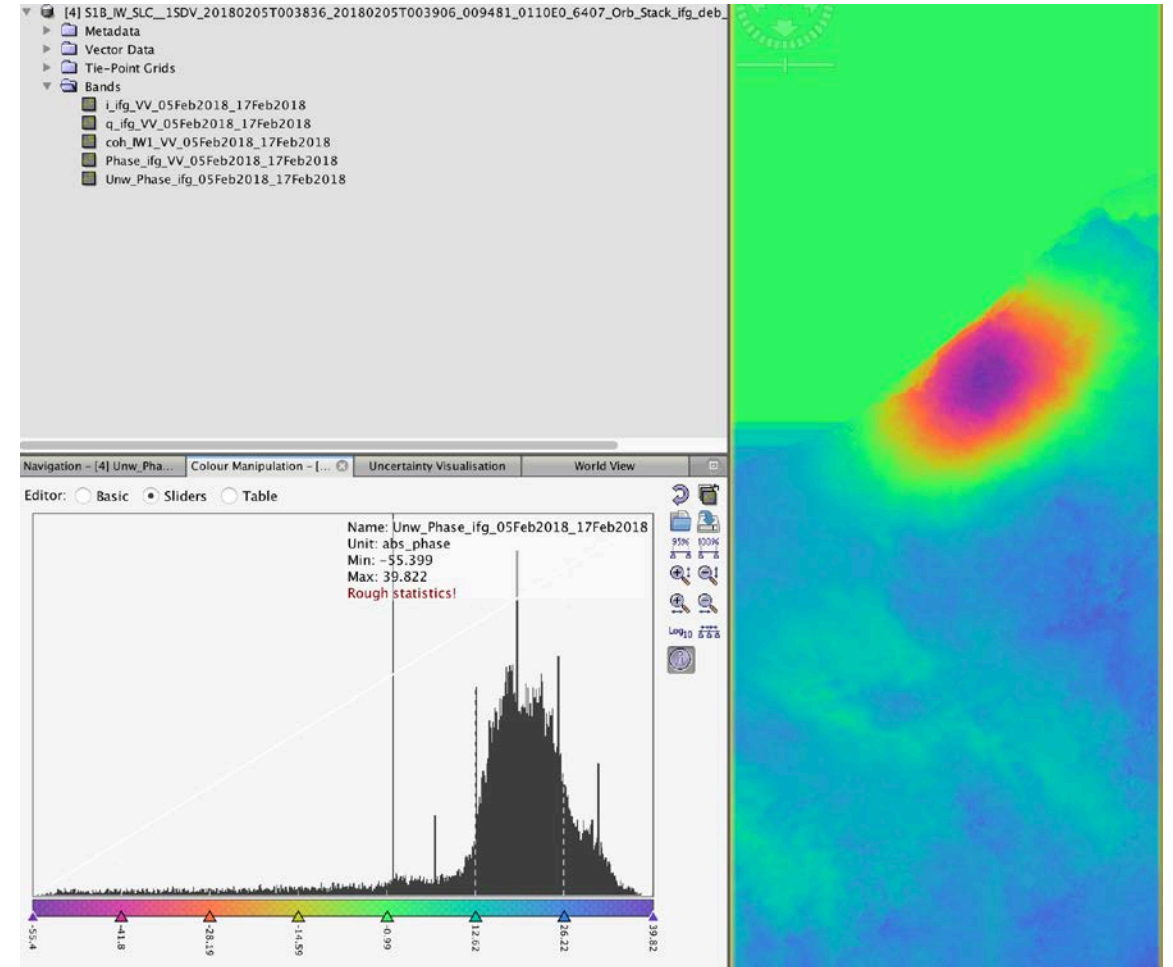 [4] S1B_IW_SLC__1SDV_20180205T003836_20180205T003906_009481_0110E0_6407_Orb_Stack_ifg_deb_
Metadata
Vector Data
Tie-Point Grids
Bands
i_ifg_VV_05Feb2018_17Feb2018
q_ifg_VV_05Feb2018_17Feb2018
coh_IW1_VV_05Feb2018_17Feb2018
Phase_ifg_VV_05Feb2018_17Feb2018
Unw_Phase_ifg_05Feb2018_17Feb2018
Navigation - [4] Unw_Pha... Colour Manipulation - [... Uncertainty Visualisation World View
Editor: Basic Sliders Table
Name: Unw_Phase_ifg_05Feb2018_17Feb2018
Unit: abs_phase
Min: -55.399
Max: 39.822
Rough statistics!
95% 100%
Log10
-55.4 -41.8 -28.19 -14.59 -0.99 12.62 26.22 39.82